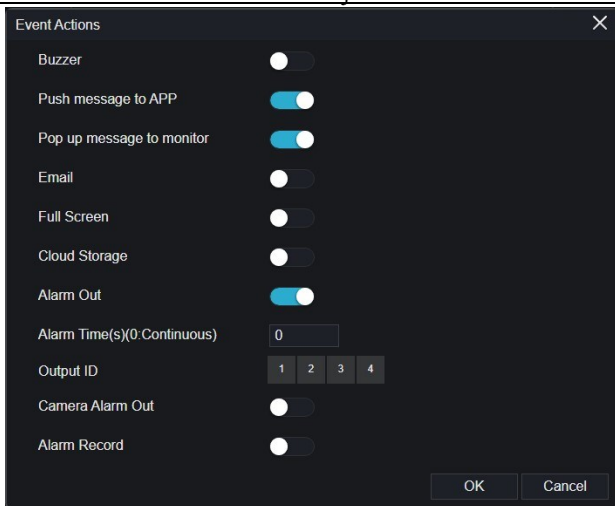 Event Actions
Buzzer
Push message to APP
Pop up message to monitor
Email
Full Screen
Cloud Storage
Alarm Out
Alarm Time(s)(0:Continuous) 0
Output ID 1 2 3 4
Camera Alarm Out
Alarm Record
OK Cancel